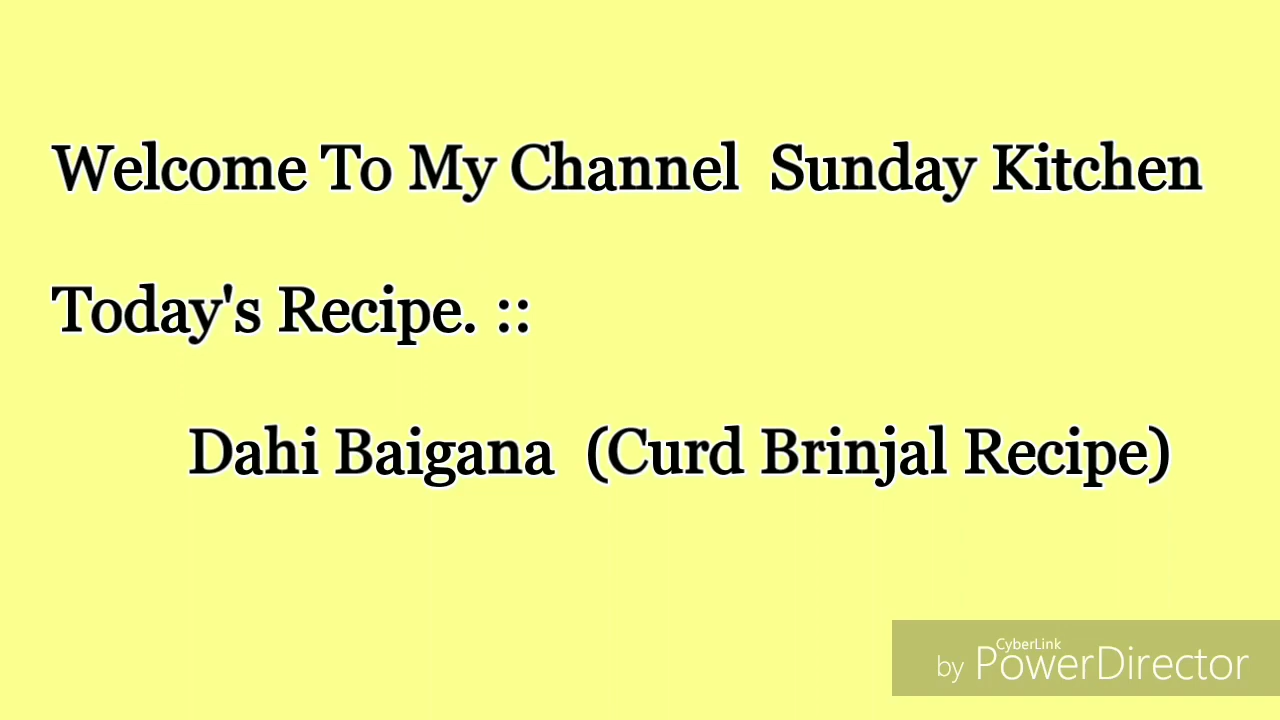 Welcome To My Channel  Sunday Kitchen
Today's Recipe. ::
Dahi Baigana  (Curd Brinjal Recipe)
CyberLink
by PowerDirector